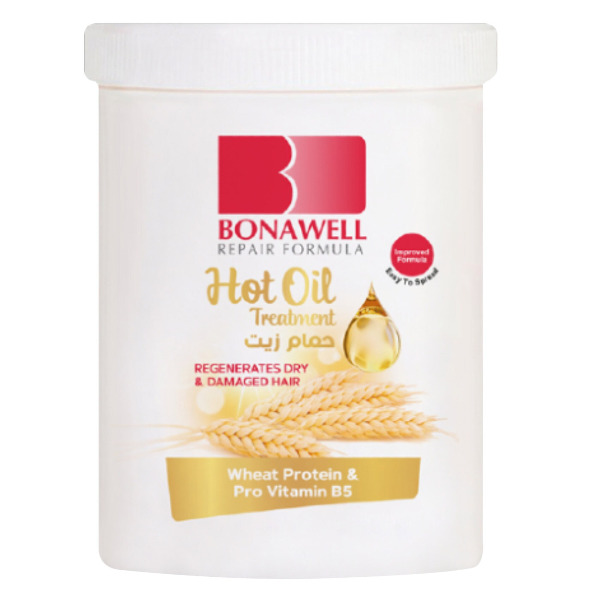 BONAWELL
REPAIR FORMULA
Improved
Formula
Easy To Spread
Hot Oil
Treatment
حمام زيت
REGENERATES DRY
& DAMAGED HAIR
Wheat Protein &
Pro Vitamin B5